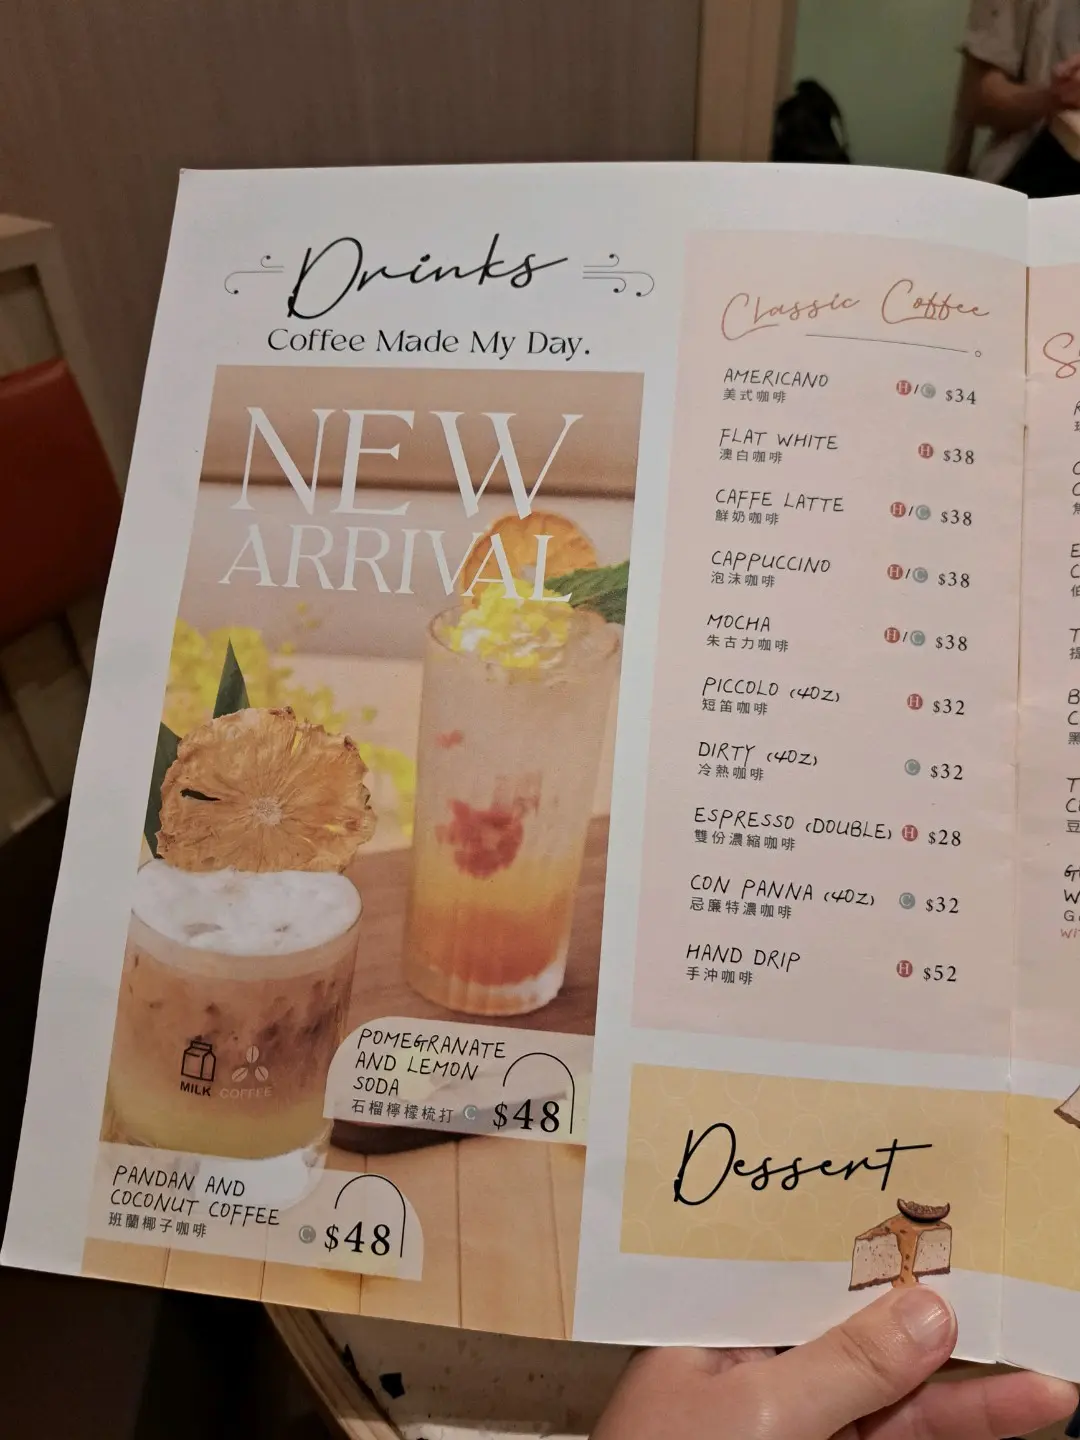 Drinks
Coffee Made My Day.
NEW
ARRIVAL
MILK COFFEE
POMEGRANATE
AND LEMON
SODA
石榴檸檬梳打 C $48
PANDAN AND
COCONUT COFFEE
班蘭椰子咖啡 C $48
Classic Coffee
AMERICANO H/C $34
美式咖啡
FLAT WHITE H $38
澳白咖啡
CAFFE LATTE H/C $38
鮮奶咖啡
CAPPUCCINO H/C $38
泡沫咖啡
MOCHA H/C $38
朱古力咖啡
PICCOLO (4OZ) H $32
短笛咖啡
DIRTY (4OZ) C $32
冷熱咖啡
ESPRESSO (DOUBLE) H $28
雙份濃縮咖啡
CON PANNA (4OZ) C $32
忌廉特濃咖啡
HAND DRIP H $52
手沖咖啡
Dessert